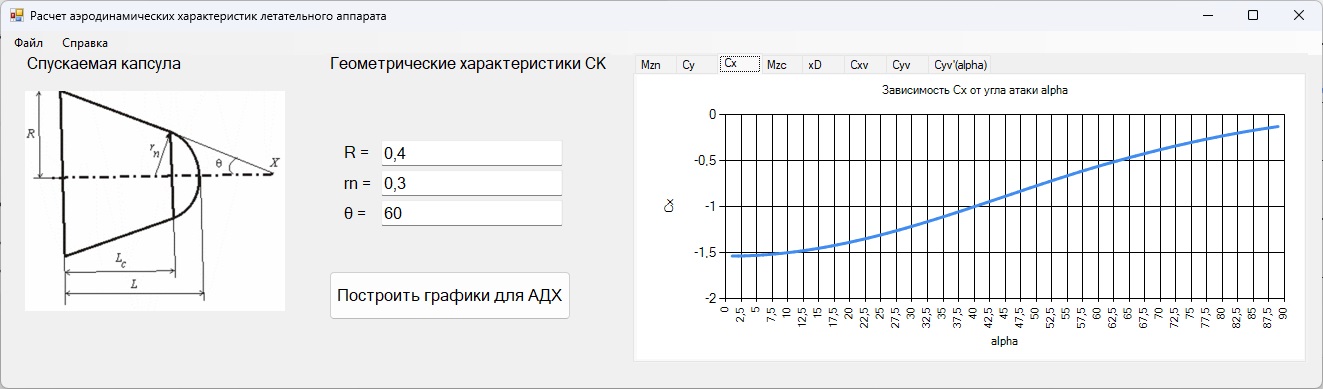 Расчет аэродинамических характеристик летательного аппарата
Файл Справка
Спускаемая капсула
R
rn
θ
X
Lc
L
Геометрические характеристики СК
R = 0,4
rn = 0,3
θ = 60
Построить графики для АДХ
Mzn Cy Cx Mzc xD Cxv Cyv Cyv'(alpha)
Зависимость Cx от угла атаки alpha
0
-0,5
-1
-1,5
-2
Cx
0 2,5 5 7,5 10 12,5 15 17,5 20 22,5 25 27,5 30 32,5 35 37,5 40 42,5 45 47,5 50 52,5 55 57,5 60 62,5 65 67,5 70 72,5 75 77,5 80 82,5 85 87,5 90
alpha